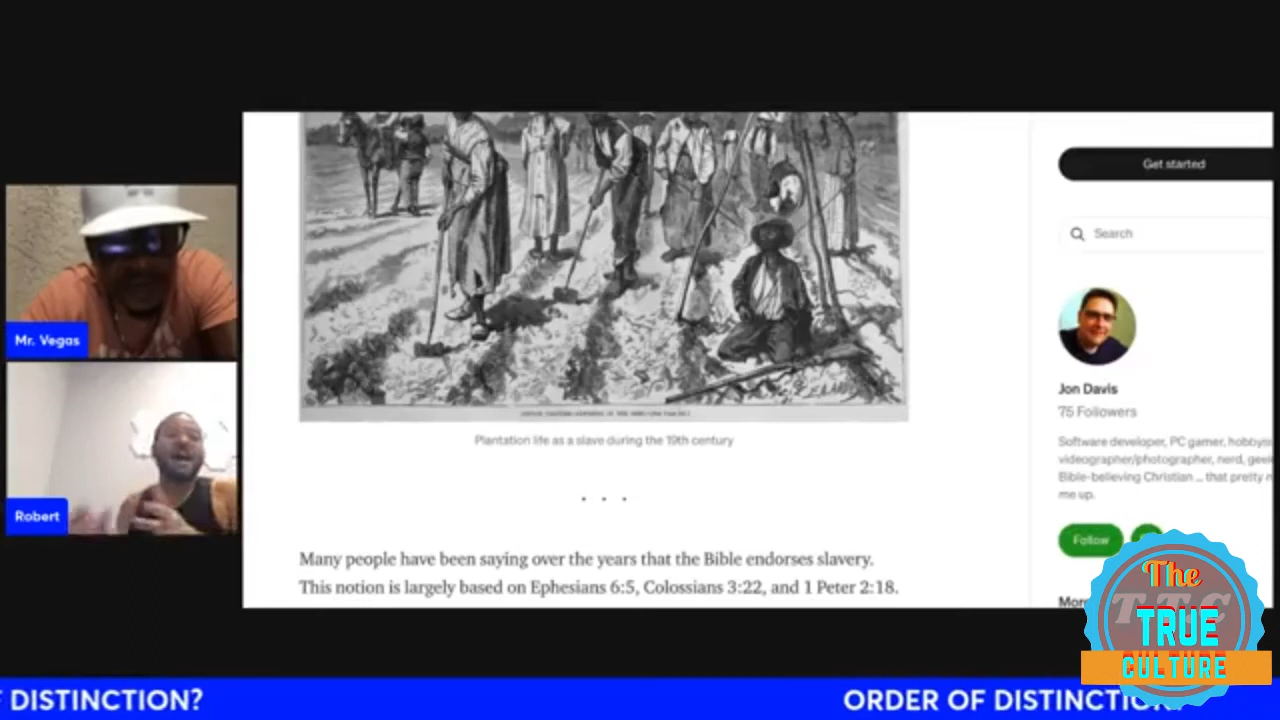 Mr. Vegas
Robert
Plantation life as a slave during the 19th century
. . .
Many people have been saying over the years that the Bible endorses slavery.
This notion is largely based on Ephesians 6:5, Colossians 3:22, and 1 Peter 2:18.
Get started
Search
Jon Davis
75 Followers
Software developer, PC gamer,
videographer/photographer, nerd,
Bible-believing Christian ... that pretty
me up.
Follow
The
TTC
TRUE
CULTURE
DISTINCTION?
ORDER OF